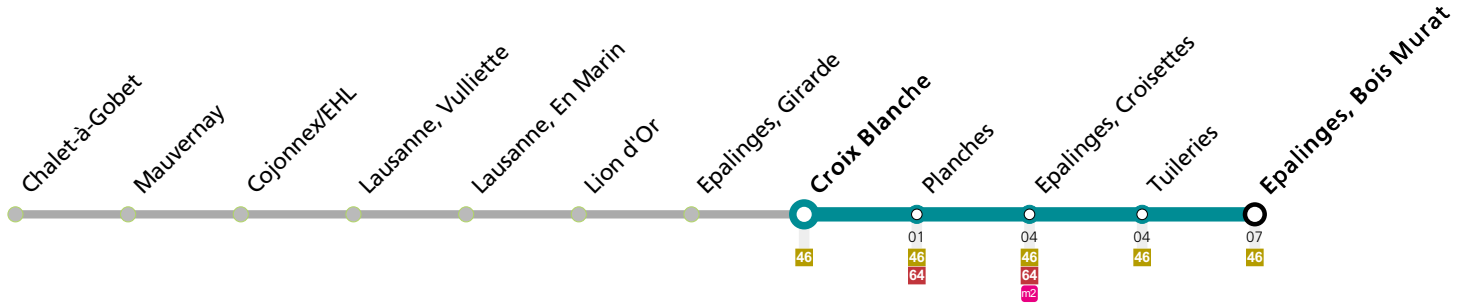 Chalet-à-Gobet
Mauvernay
Cojonnex/EHL
Lausanne, Vulliette
Lausanne, En Marin
Lion d'Or
Epalinges, Girarde
Croix Blanche
Planches
Epalinges, Croisettes
Tuileries
Epalinges, Bois Murat
01
04
04
07
46
46
46
46
46
64
64
m2